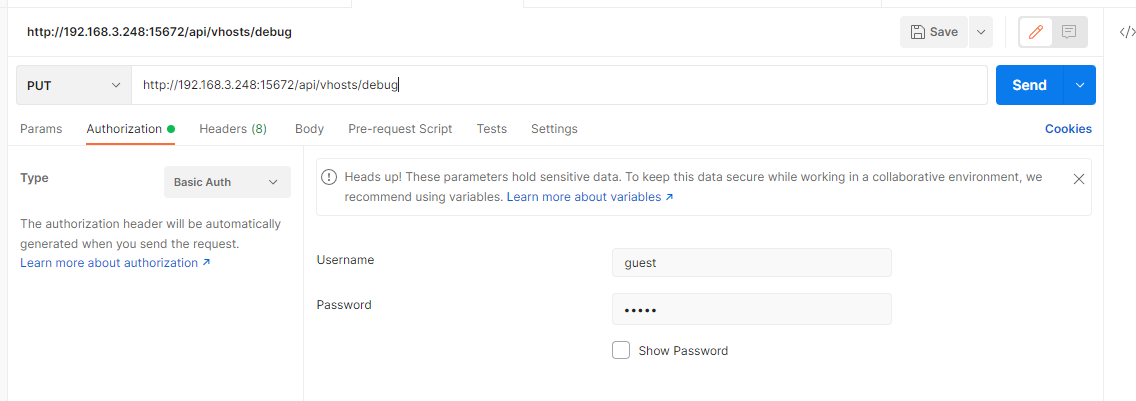 http://192.168.3.248:15672/api/vhosts/debug
Save
</>
PUT
http://192.168.3.248:15672/api/vhosts/debug
Send
Params Authorization Headers (8) Body Pre-request Script Tests Settings Cookies
Type
Basic Auth
The authorization header will be automatically
generated when you send the request.
Learn more about authorization ↗
Heads up! These parameters hold sensitive data. To keep this data secure while working in a collaborative environment, we
recommend using variables. Learn more about variables ↗
Username
guest
Password
•••••
Show Password